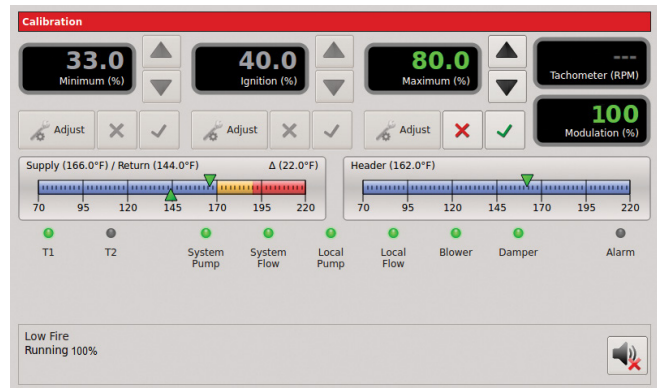 Calibration
33.0
Minimum (%)
40.0
Ignition (%)
80.0
Maximum (%)
---
Tachometer (RPM)
Adjust
Adjust
Adjust
100
Modulation (%)
Supply (166.0°F) / Return (144.0°F) Δ (22.0°F)
70 95 120 145 170 195 220
Header (162.0°F)
70 95 120 145 170 195 220
T1
T2
System Pump
System Flow
Local Pump
Local Flow
Blower
Damper
Alarm
Low Fire
Running 100%